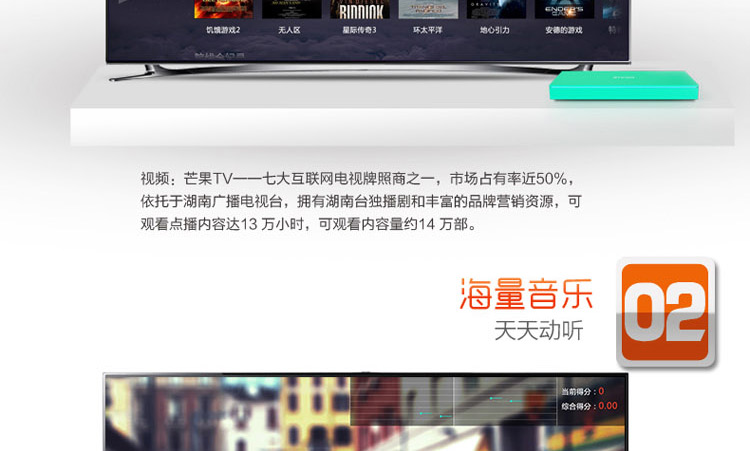 RIDDICK
GRAVITY
ENDER'S
饥饿游戏2
无人区
星际传奇3
环太平洋
地心引力
安德的游戏
视频：芒果TV——七大互联网电视牌照商之一，市场占有率近50%，
依托于湖南广播电视台，拥有湖南台独播剧和丰富的品牌营销资源，可
观看点播内容达13 万小时，可观看内容量约14 万部。
海量音乐
02
天天动听
当前得分：0
综合得分：0.00